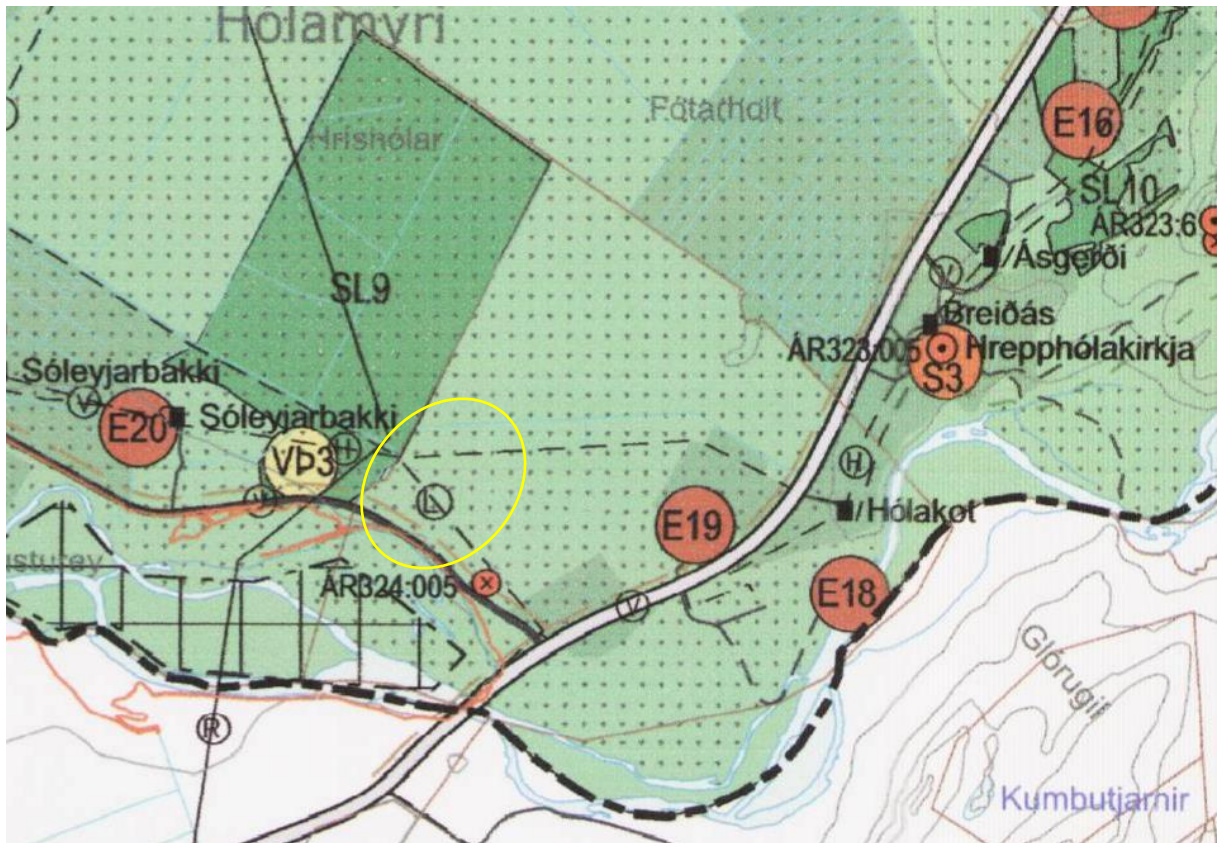 Hólamýri
Fótarholt
Hrishólar
E16
SL10
ÁR323:6
Ásgerði
V
SL9
Breiðás
ÁR323:005
Hrepphólakirkja
S3
Sóleyjarbakki
V
E20
Sóleyjarbakki
VÞ3
H
H
L
Hólakot
E19
ÁR324:005
E18
V
Glórugil
R
Kumbutjarnir